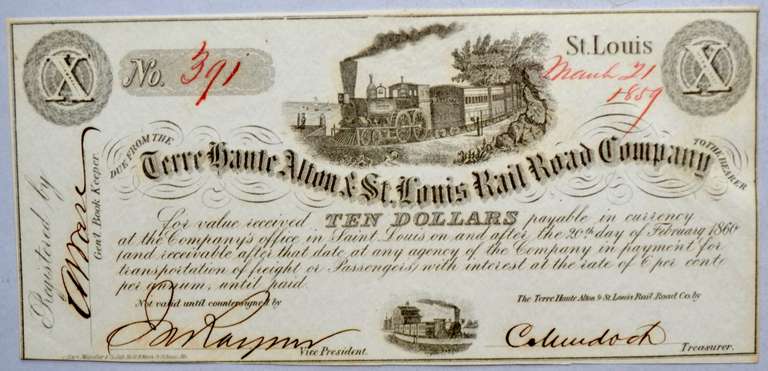 X
No. 391
St. Louis
March 21
1859
X
DUE FROM THE
Terre Haute Alton & St. Louis Rail Road Company
TO THE BEARER
For value received TEN DOLLARS payable in currency
at the Company's office in Saint Louis on and after the 20th day of February 1860
(and receivable after that date at any agency of the Company in payment for
transportation of freight or Passengers) with interest at the rate of 6 per cent
per annum, until paid.
Registered by
Genl. Book Keeper
Not valid until countersigned by
Vice President.
The Terre Haute Alton & St. Louis Rail Road Co. by
C. Murdoch
Treasurer.